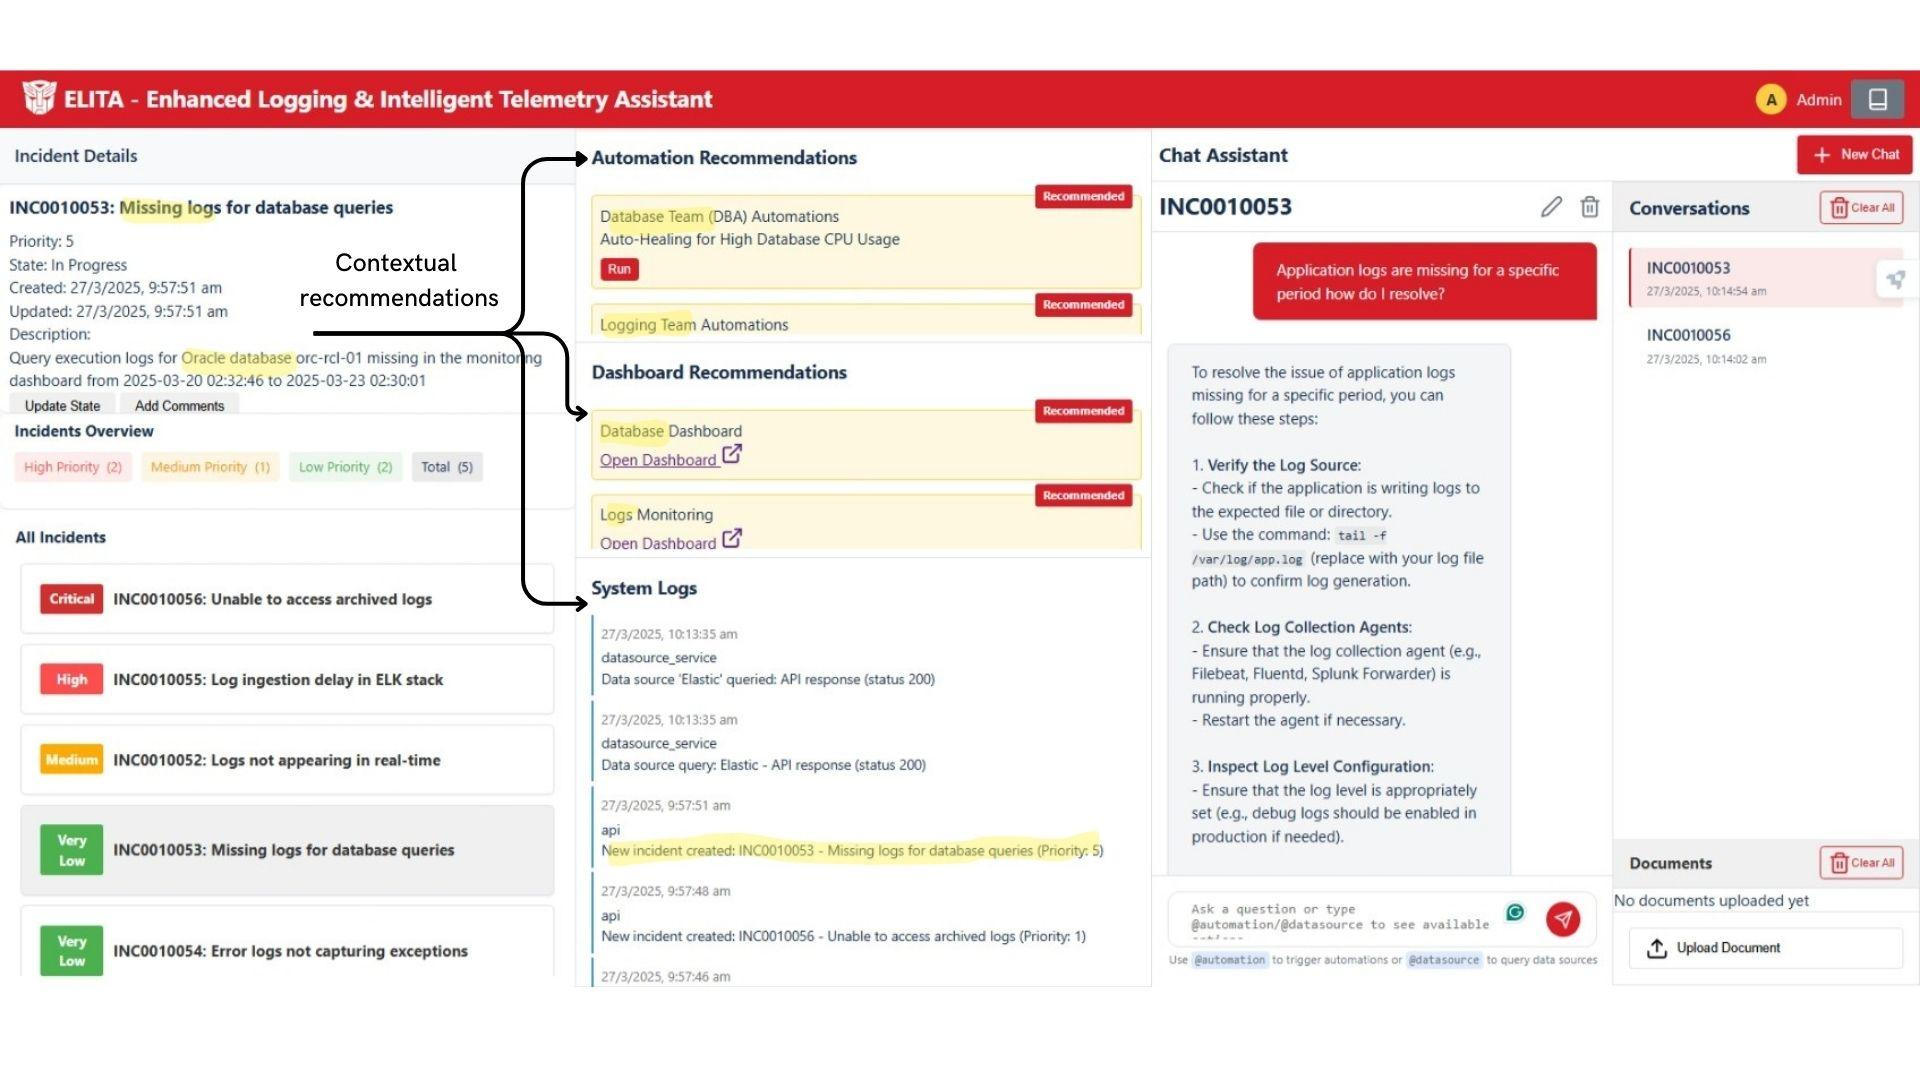 ELITA - Enhanced Logging & Intelligent Telemetry Assistant
A
Admin
Incident Details
INC0010053: Missing logs for database queries
Priority: 5
State: In Progress
Created: 27/3/2025, 9:57:51 am
Updated: 27/3/2025, 9:57:51 am
Description:
Query execution logs for Oracle database orc-rcl-01 missing in the monitoring
dashboard from 2025-03-20 02:32:46 to 2025-03-23 02:30:01
Update State
Add Comments
Contextual
recommendations
Incidents Overview
High Priority (2)
Medium Priority (1)
Low Priority (2)
Total (5)
All Incidents
Critical
INC0010056: Unable to access archived logs
High
INC0010055: Log ingestion delay in ELK stack
Medium
INC0010052: Logs not appearing in real-time
Very
Low
INC0010053: Missing logs for database queries
Very
Low
INC0010054: Error logs not capturing exceptions
Automation Recommendations
Recommended
Database Team (DBA) Automations
Auto-Healing for High Database CPU Usage
Run
Recommended
Logging Team Automations
Dashboard Recommendations
Recommended
Database Dashboard
Open Dashboard
Recommended
Logs Monitoring
Open Dashboard
System Logs
27/3/2025, 10:13:35 am
datasource_service
Data source 'Elastic' queried: API response (status 200)
27/3/2025, 10:13:35 am
datasource_service
Data source query: Elastic - API response (status 200)
27/3/2025, 9:57:51 am
api
New incident created: INC0010053 - Missing logs for database queries (Priority: 5)
27/3/2025, 9:57:48 am
api
New incident created: INC0010056 - Unable to access archived logs (Priority: 1)
27/3/2025, 9:57:46 am
Chat Assistant
New Chat
INC0010053
Application logs are missing for a specific
period how do I resolve?
To resolve the issue of application logs
missing for a specific period, you can
follow these steps:
1. Verify the Log Source:
- Check if the application is writing logs to
the expected file or directory.
- Use the command: tail -f
/var/log/app.log (replace with your log file
path) to confirm log generation.
2. Check Log Collection Agents:
- Ensure that the log collection agent (e.g.,
Filebeat, Fluentd, Splunk Forwarder) is
running properly.
- Restart the agent if necessary.
3. Inspect Log Level Configuration:
- Ensure that the log level is appropriately
set (e.g., debug logs should be enabled in
production if needed).
Ask a question or type
@automation/@datasource to see available
Use @automation to trigger automations or @datasource to query data sources
Conversations
Clear All
INC0010053
27/3/2025, 10:14:54 am
INC0010056
27/3/2025, 10:14:02 am
Documents
Clear All
No documents uploaded yet
Upload Document